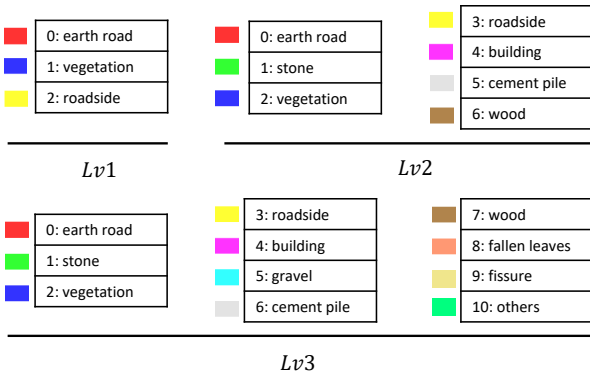 0: earth road
1: vegetation
2: roadside
Lv1
0: earth road
1: stone
2: vegetation
3: roadside
4: building
5: cement pile
6: wood
Lv2
0: earth road
1: stone
2: vegetation
3: roadside
4: building
5: gravel
6: cement pile
7: wood
8: fallen leaves
9: fissure
10: others
Lv3